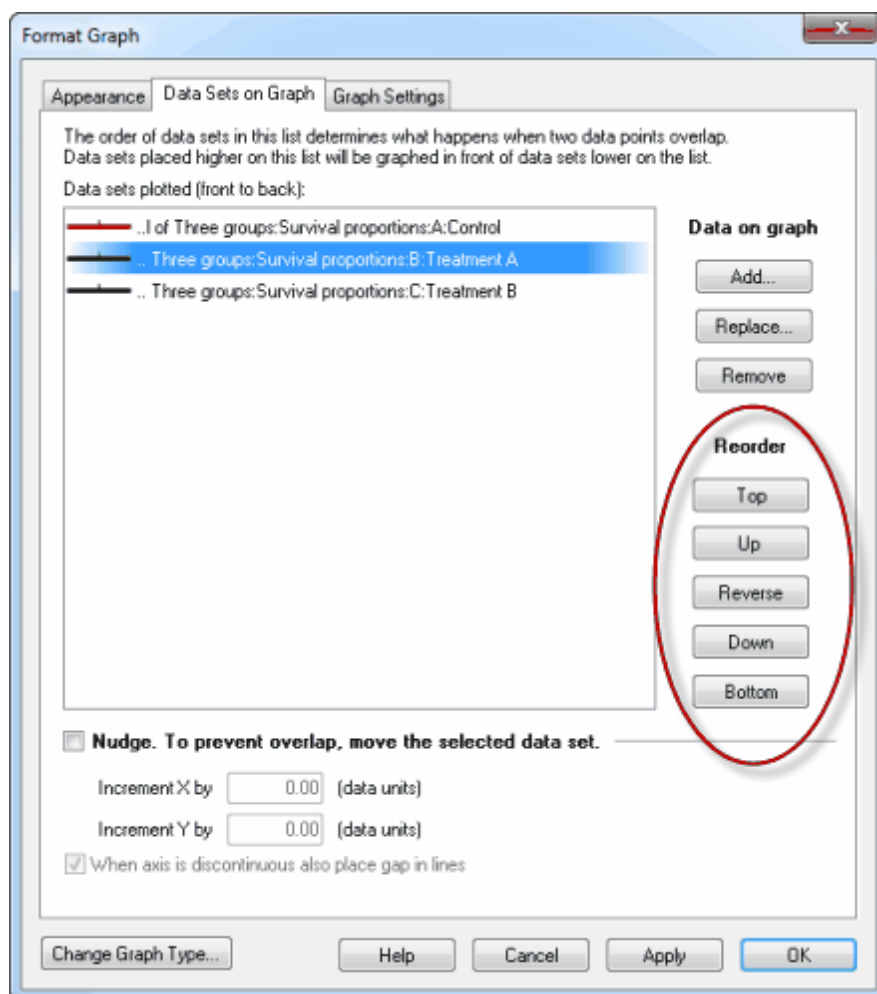 Format Graph
Appearance Data Sets on Graph Graph Settings
The order of data sets in this list determines what happens when two data points overlap.
Data sets placed higher on this list will be graphed in front of data sets lower on the list.
Data sets plotted (front to back):
..l of Three groups:Survival proportions:A:Control
.. Three groups:Survival proportions:B:Treatment A
.. Three groups:Survival proportions:C:Treatment B
Data on graph
Add...
Replace...
Remove
Reorder
Top
Up
Reverse
Down
Bottom
Nudge. To prevent overlap, move the selected data set.
Increment X by 0.00 (data units)
Increment Y by 0.00 (data units)
When axis is discontinuous also place gap in lines
Change Graph Type... Help Cancel Apply OK